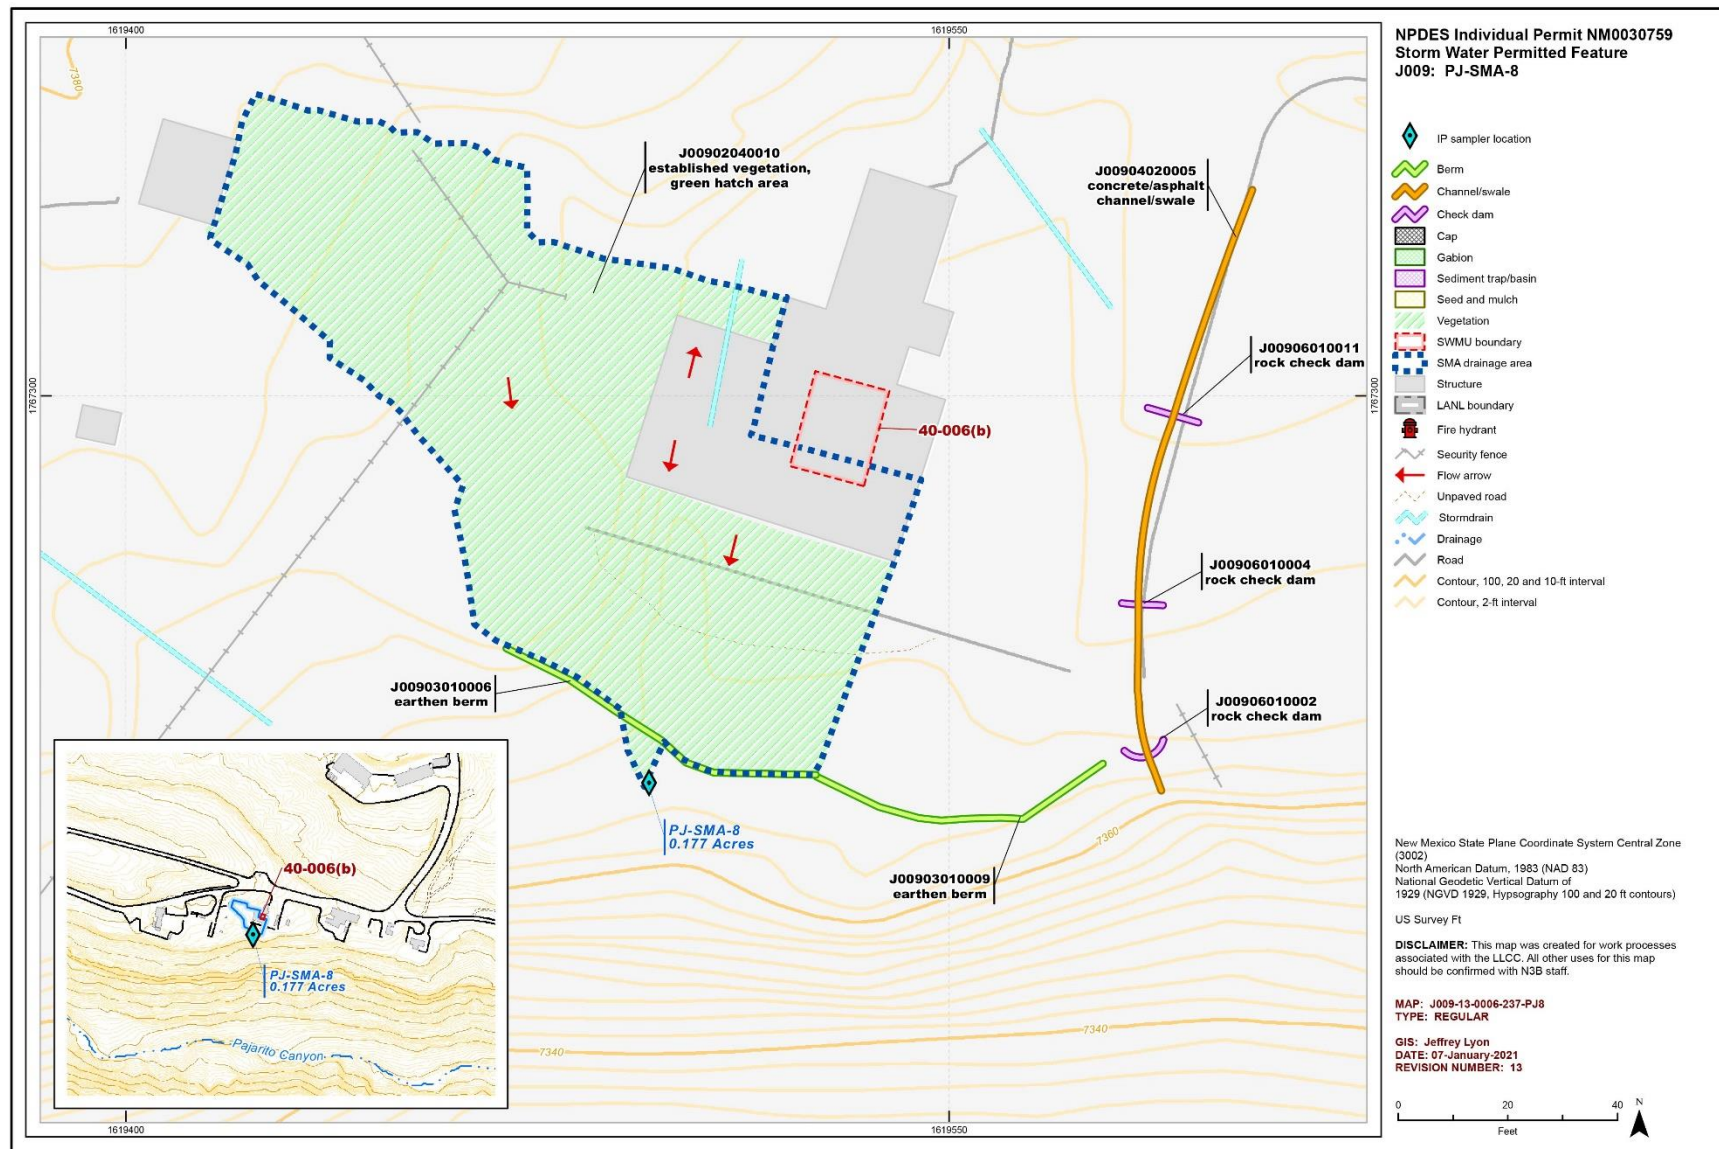 1619400
1619550
7380
J00902040010
established vegetation,
green hatch area
J00904020005
concrete/asphalt
channel/swale
J00906010011
rock check dam
1767300
1767300
40-006(b)
J00906010004
rock check dam
J00903010006
earthen berm
J00906010002
rock check dam
PJ-SMA-8
0.177 Acres
7360
J00903010009
earthen berm
40-006(b)
PJ-SMA-8
0.177 Acres
Pajarito Canyon
7340
7340
1619400
1619550
NPDES Individual Permit NM0030759
Storm Water Permitted Feature
J009: PJ-SMA-8
IP sampler location
Berm
Channel/swale
Check dam
Cap
Gabion
Sediment trap/basin
Seed and mulch
Vegetation
SWMU boundary
SMA drainage area
Structure
LANL boundary
Fire hydrant
Security fence
Flow arrow
Unpaved road
Stormdrain
Drainage
Road
Contour, 100, 20 and 10-ft interval
Contour, 2-ft interval
New Mexico State Plane Coordinate System Central Zone
(3002)
North American Datum, 1983 (NAD 83)
National Geodetic Vertical Datum of
1929 (NGVD 1929, Hypsography 100 and 20 ft contours)
US Survey Ft
DISCLAIMER: This map was created for work processes
associated with the LLCC. All other uses for this map
should be confirmed with N3B staff.
MAP: J009-13-0006-237-PJ8
TYPE: REGULAR
GIS: Jeffrey Lyon
DATE: 07-January-2021
REVISION NUMBER: 13
0 20 40
Feet
N